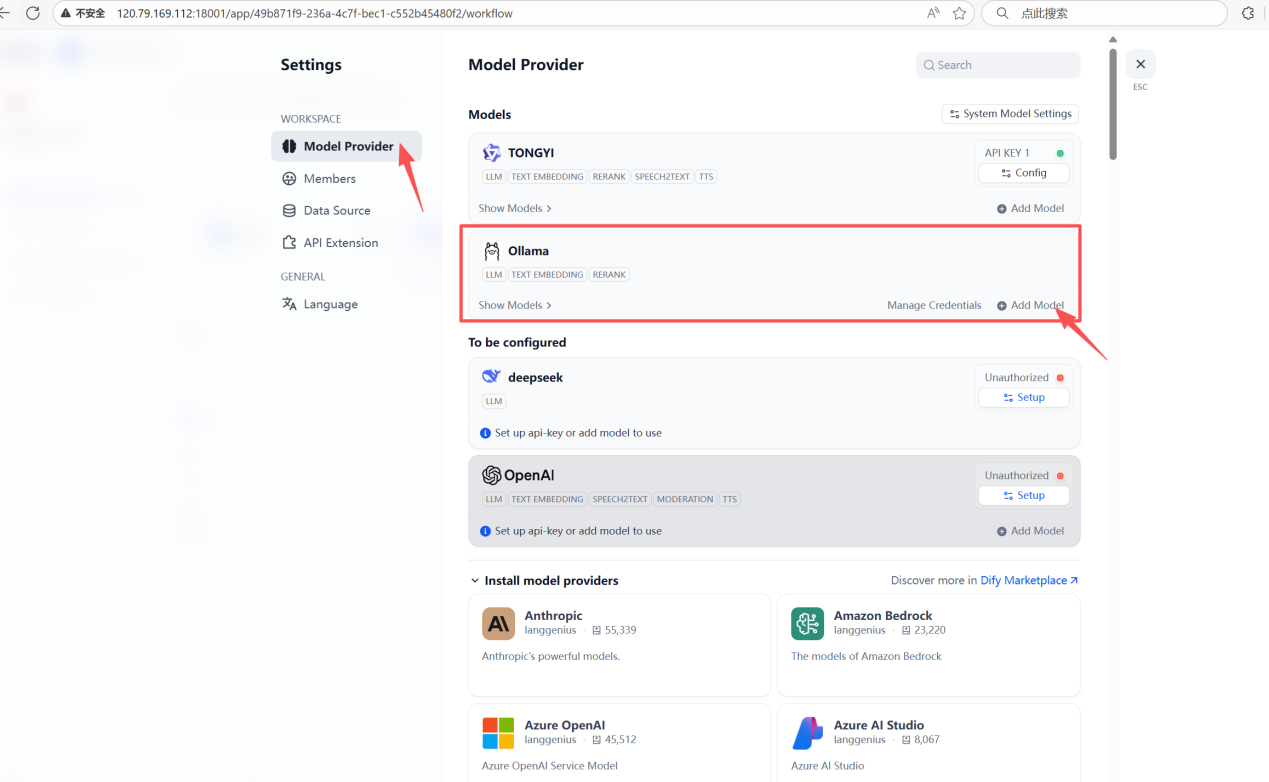 不安全 120.79.169.112:18001/app/49b871f9-236a-4c7f-bec1-c552b45480f2/workflow
点此搜索
Settings
WORKSPACE
Model Provider
Members
Data Source
API Extension
GENERAL
Language
Model Provider
Search
ESC
Models
System Model Settings
TONGYI
LLM TEXT EMBEDDING RERANK SPEECH2TEXT TTS
API KEY 1
Config
Show Models
Add Model
Ollama
LLM TEXT EMBEDDING RERANK
Show Models
Manage Credentials
Add Model
To be configured
deepseek
LLM
Unauthorized
Setup
Set up api-key or add model to use
OpenAI
LLM TEXT EMBEDDING SPEECH2TEXT MODERATION TTS
Unauthorized
Setup
Set up api-key or add model to use
Add Model
Install model providers
Discover more in Dify Marketplace
Anthropic
langgenius · 55,339
Anthropic's powerful models.
Amazon Bedrock
langgenius · 23,220
The models of Amazon Bedrock
Azure OpenAI
langgenius · 45,512
Azure OpenAI Service Model
Azure AI Studio
langgenius · 8,067
Azure AI Studio